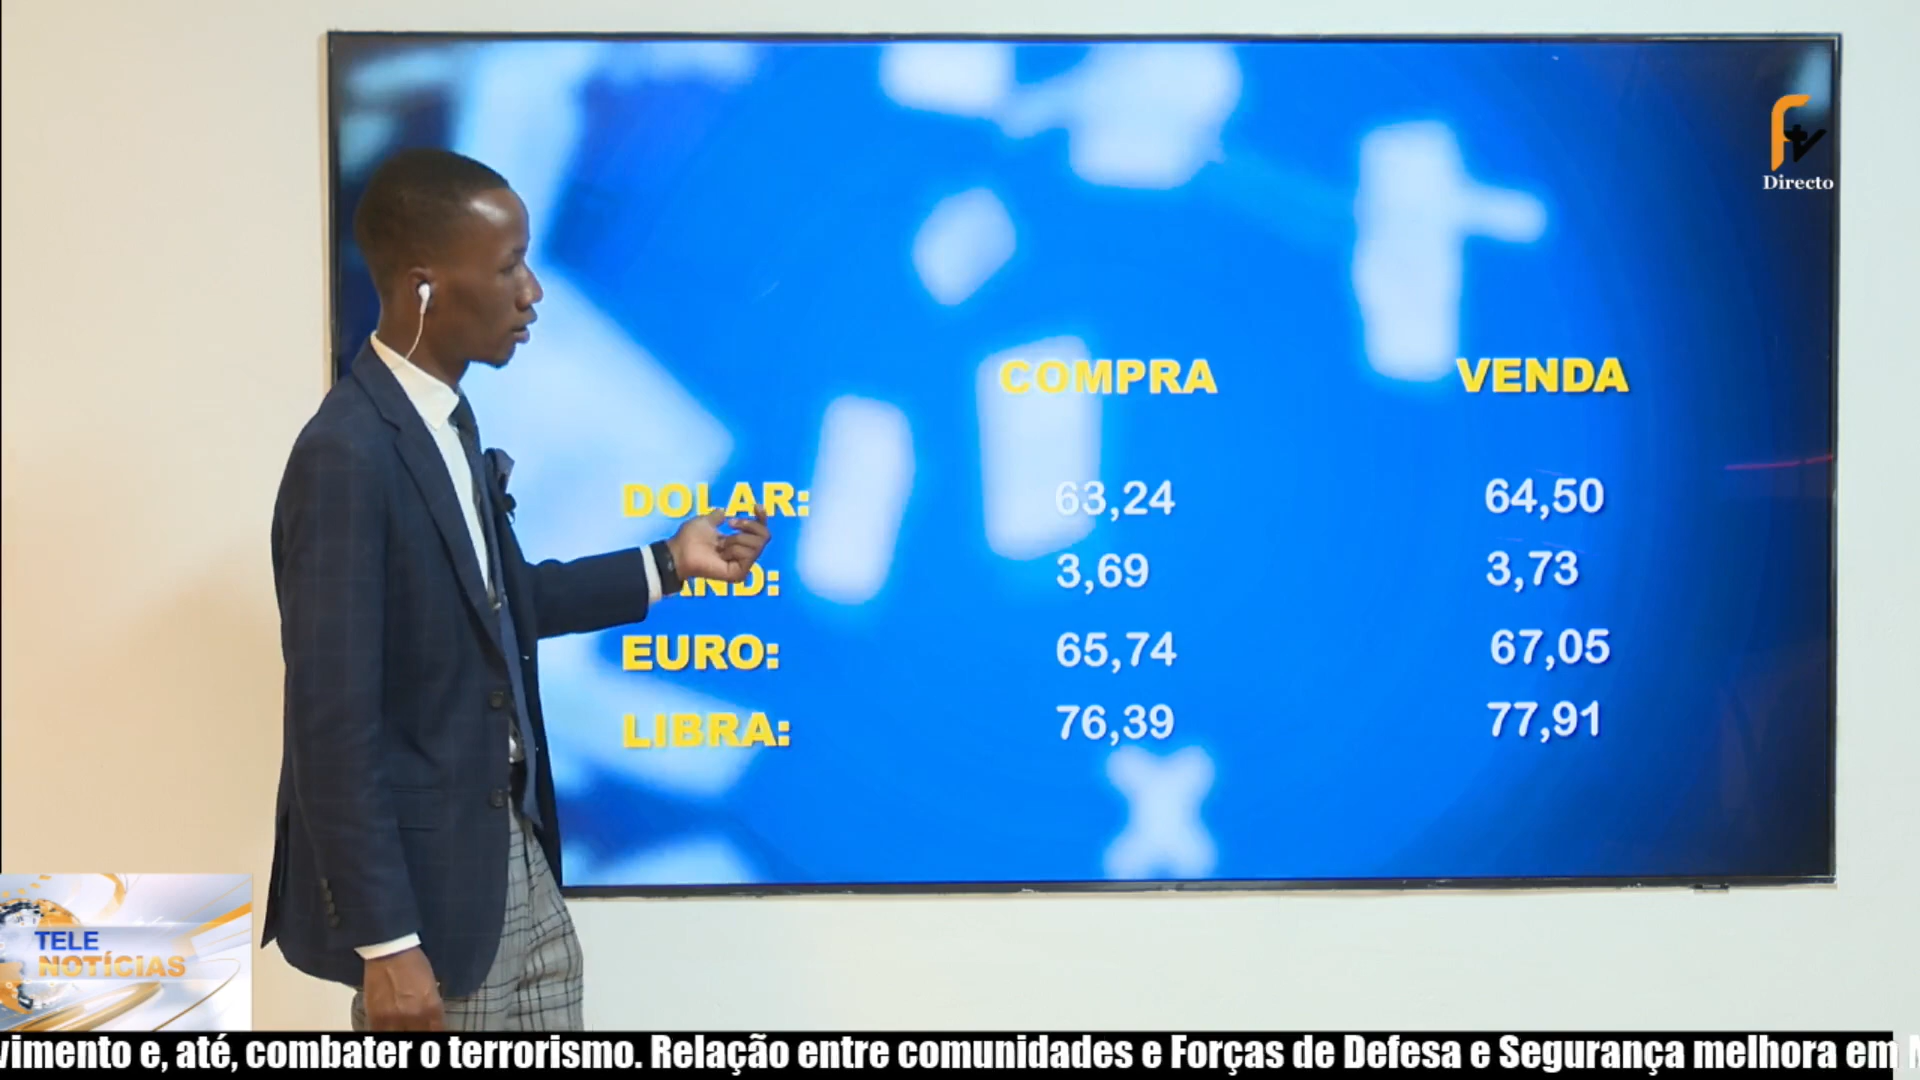 Directo
COMPRA VENDA
DOLAR: 63,24 64,50
AND: 3,69 3,73
EURO: 65,74 67,05
LIBRA: 76,39 77,91
TELE
NOTÍCIAS
vimento e, até, combater o terrorismo. Relação entre comunidades e Forças de Defesa e Segurança melhora em